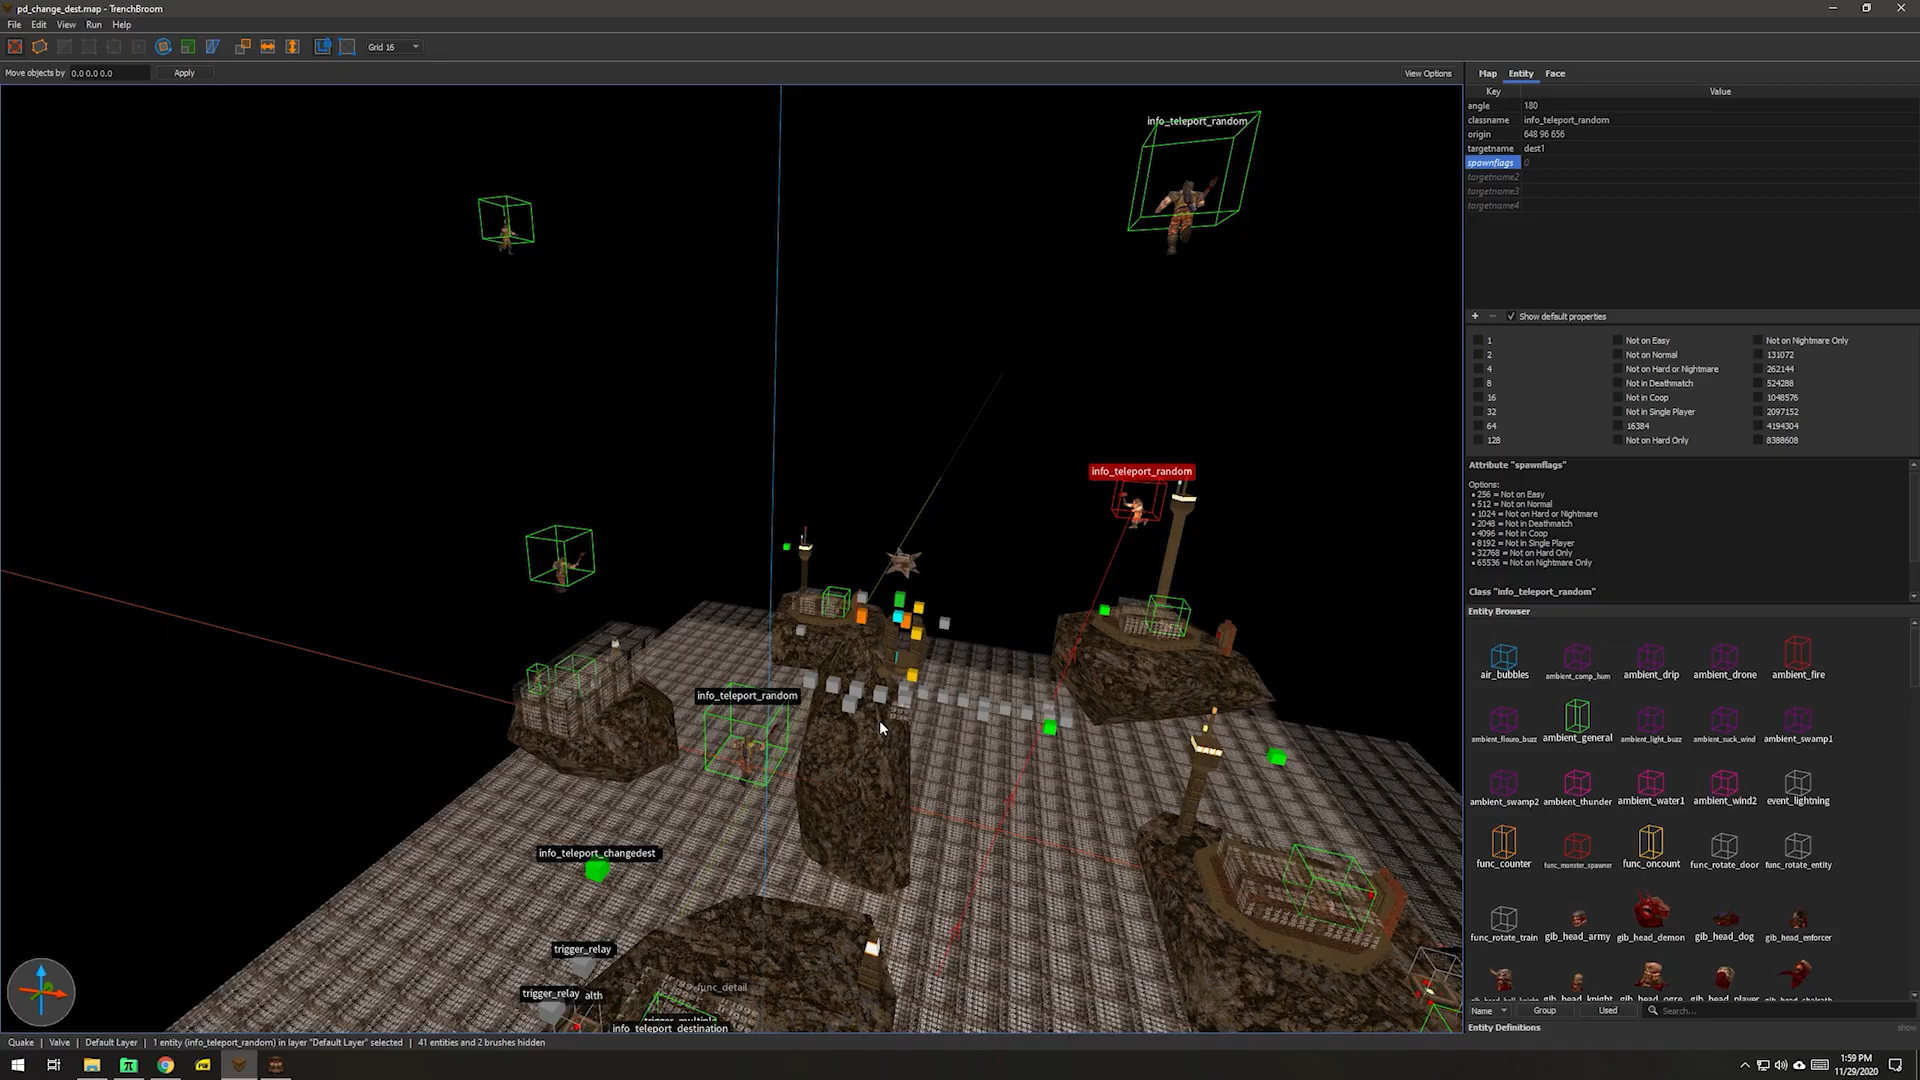 pd_change_dest.map - TrenchBroom
File Edit View Run Help
Grid 16
Move objects by 0.0 0.0 0.0 Apply View Options
info_teleport_random
info_teleport_random
info_teleport_random
info_teleport_changedest
trigger_relay
func_detail
trigger_relay alth
trigger_multiple
info_teleport_destination
Map Entity Face
Key Value
angle 180
classname info_teleport_random
origin 648 96 656
targetname dest1
spawnflags 0
targetname2
targetname3
targetname4
+ - Show default properties
1 Not on Easy Not on Nightmare Only
2 Not on Normal 131072
4 Not on Hard or Nightmare 262144
8 Not in Deathmatch 524288
16 Not in Coop 1048576
32 Not in Single Player 2097152
64 16384 4194304
128 Not on Hard Only 8388608
Attribute "spawnflags"
Options:
• 256 = Not on Easy
• 512 = Not on Normal
• 1024 = Not on Hard or Nightmare
• 2048 = Not in Deathmatch
• 4096 = Not in Coop
• 8192 = Not in Single Player
• 32768 = Not on Hard Only
• 65536 = Not on Nightmare Only
Class "info_teleport_random"
Entity Browser
air_bubbles ambient_comp_hum ambient_drip ambient_drone ambient_fire
ambient_flouro_buzz ambient_general ambient_light_buzz ambient_suck_wind ambient_swamp1
ambient_swamp2 ambient_thunder ambient_water1 ambient_wind2 event_lightning
func_counter func_monster_spawner func_oncount func_rotate_door func_rotate_entity
func_rotate_train gib_head_army gib_head_demon gib_head_dog gib_head_enforcer
gib_head_hell_knight gib_head_knight gib_head_ogre gib_head_player gib_head_shalrath
Name Group Used Search...
Entity Definitions show
Quake Valve Default Layer 1 entity (info_teleport_random) in layer "Default Layer" selected 41 entities and 2 brushes hidden
1:59 PM
11/29/2020